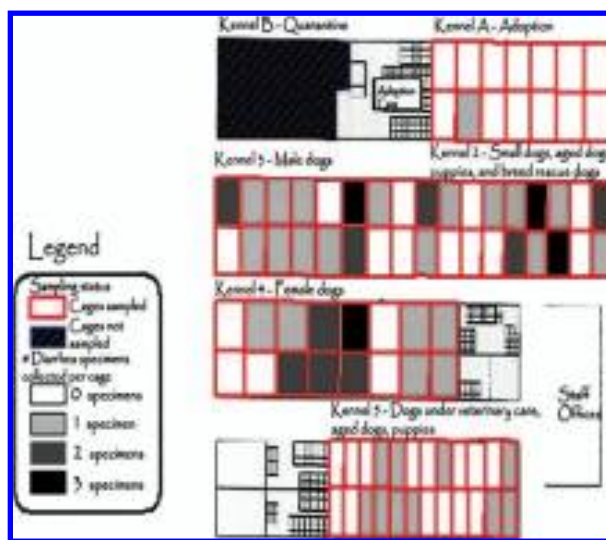 Kennel B - Quarantine
Kennel A - Adoption
Adoption
Kennel 3 - Male dogs
Kennel 2 - Small dogs, aged dogs,
puppies, and breed rescue dogs
Legend
Sampling status
Cages sampled
Cages not
sampled
# Diarrhea specimens
collected per cage
0 specimens
1 specimen
2 specimens
3 specimens
Kennel 4 - Female dogs
Staff
Offices
Kennel 5 - Dogs under veterinary care,
aged dogs, puppies